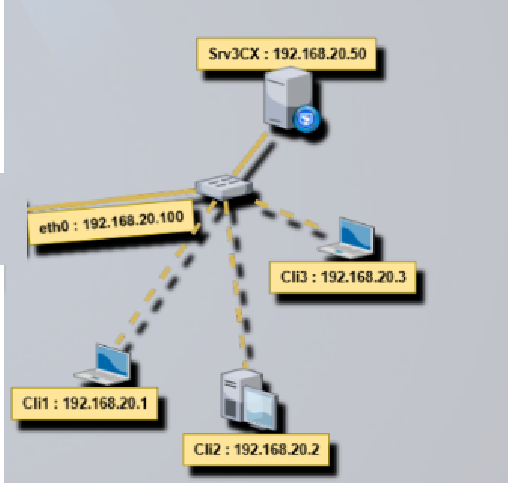 Srv3CX : 192.168.20.50
eth0 : 192.168.20.100
Cli3 : 192.168.20.3
Cli1 : 192.168.20.1
Cli2 : 192.168.20.2